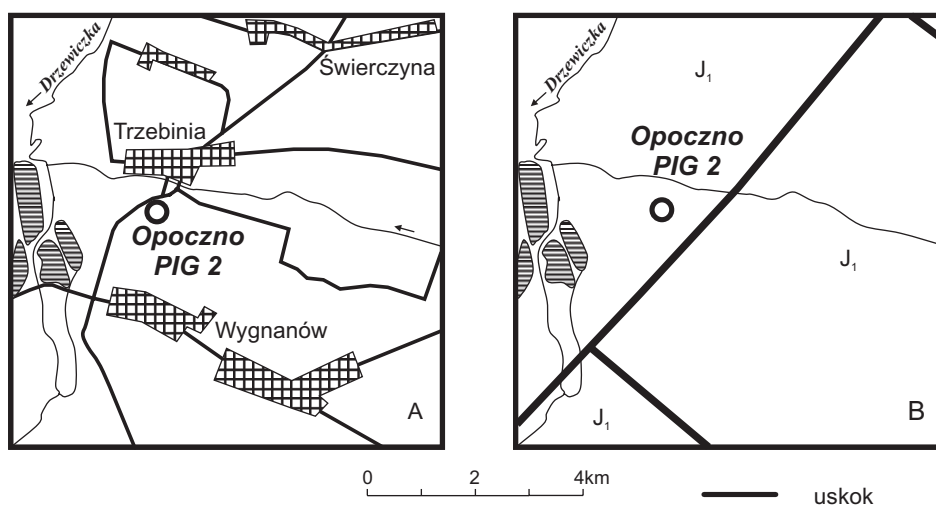 Drzewiczka
Świerczyna
Trzebinia
Opoczno
PIG 2
Wygnanów
A
Drzewiczka
J1
Opoczno
PIG 2
J1
J1
B
0 2 4km
uskok